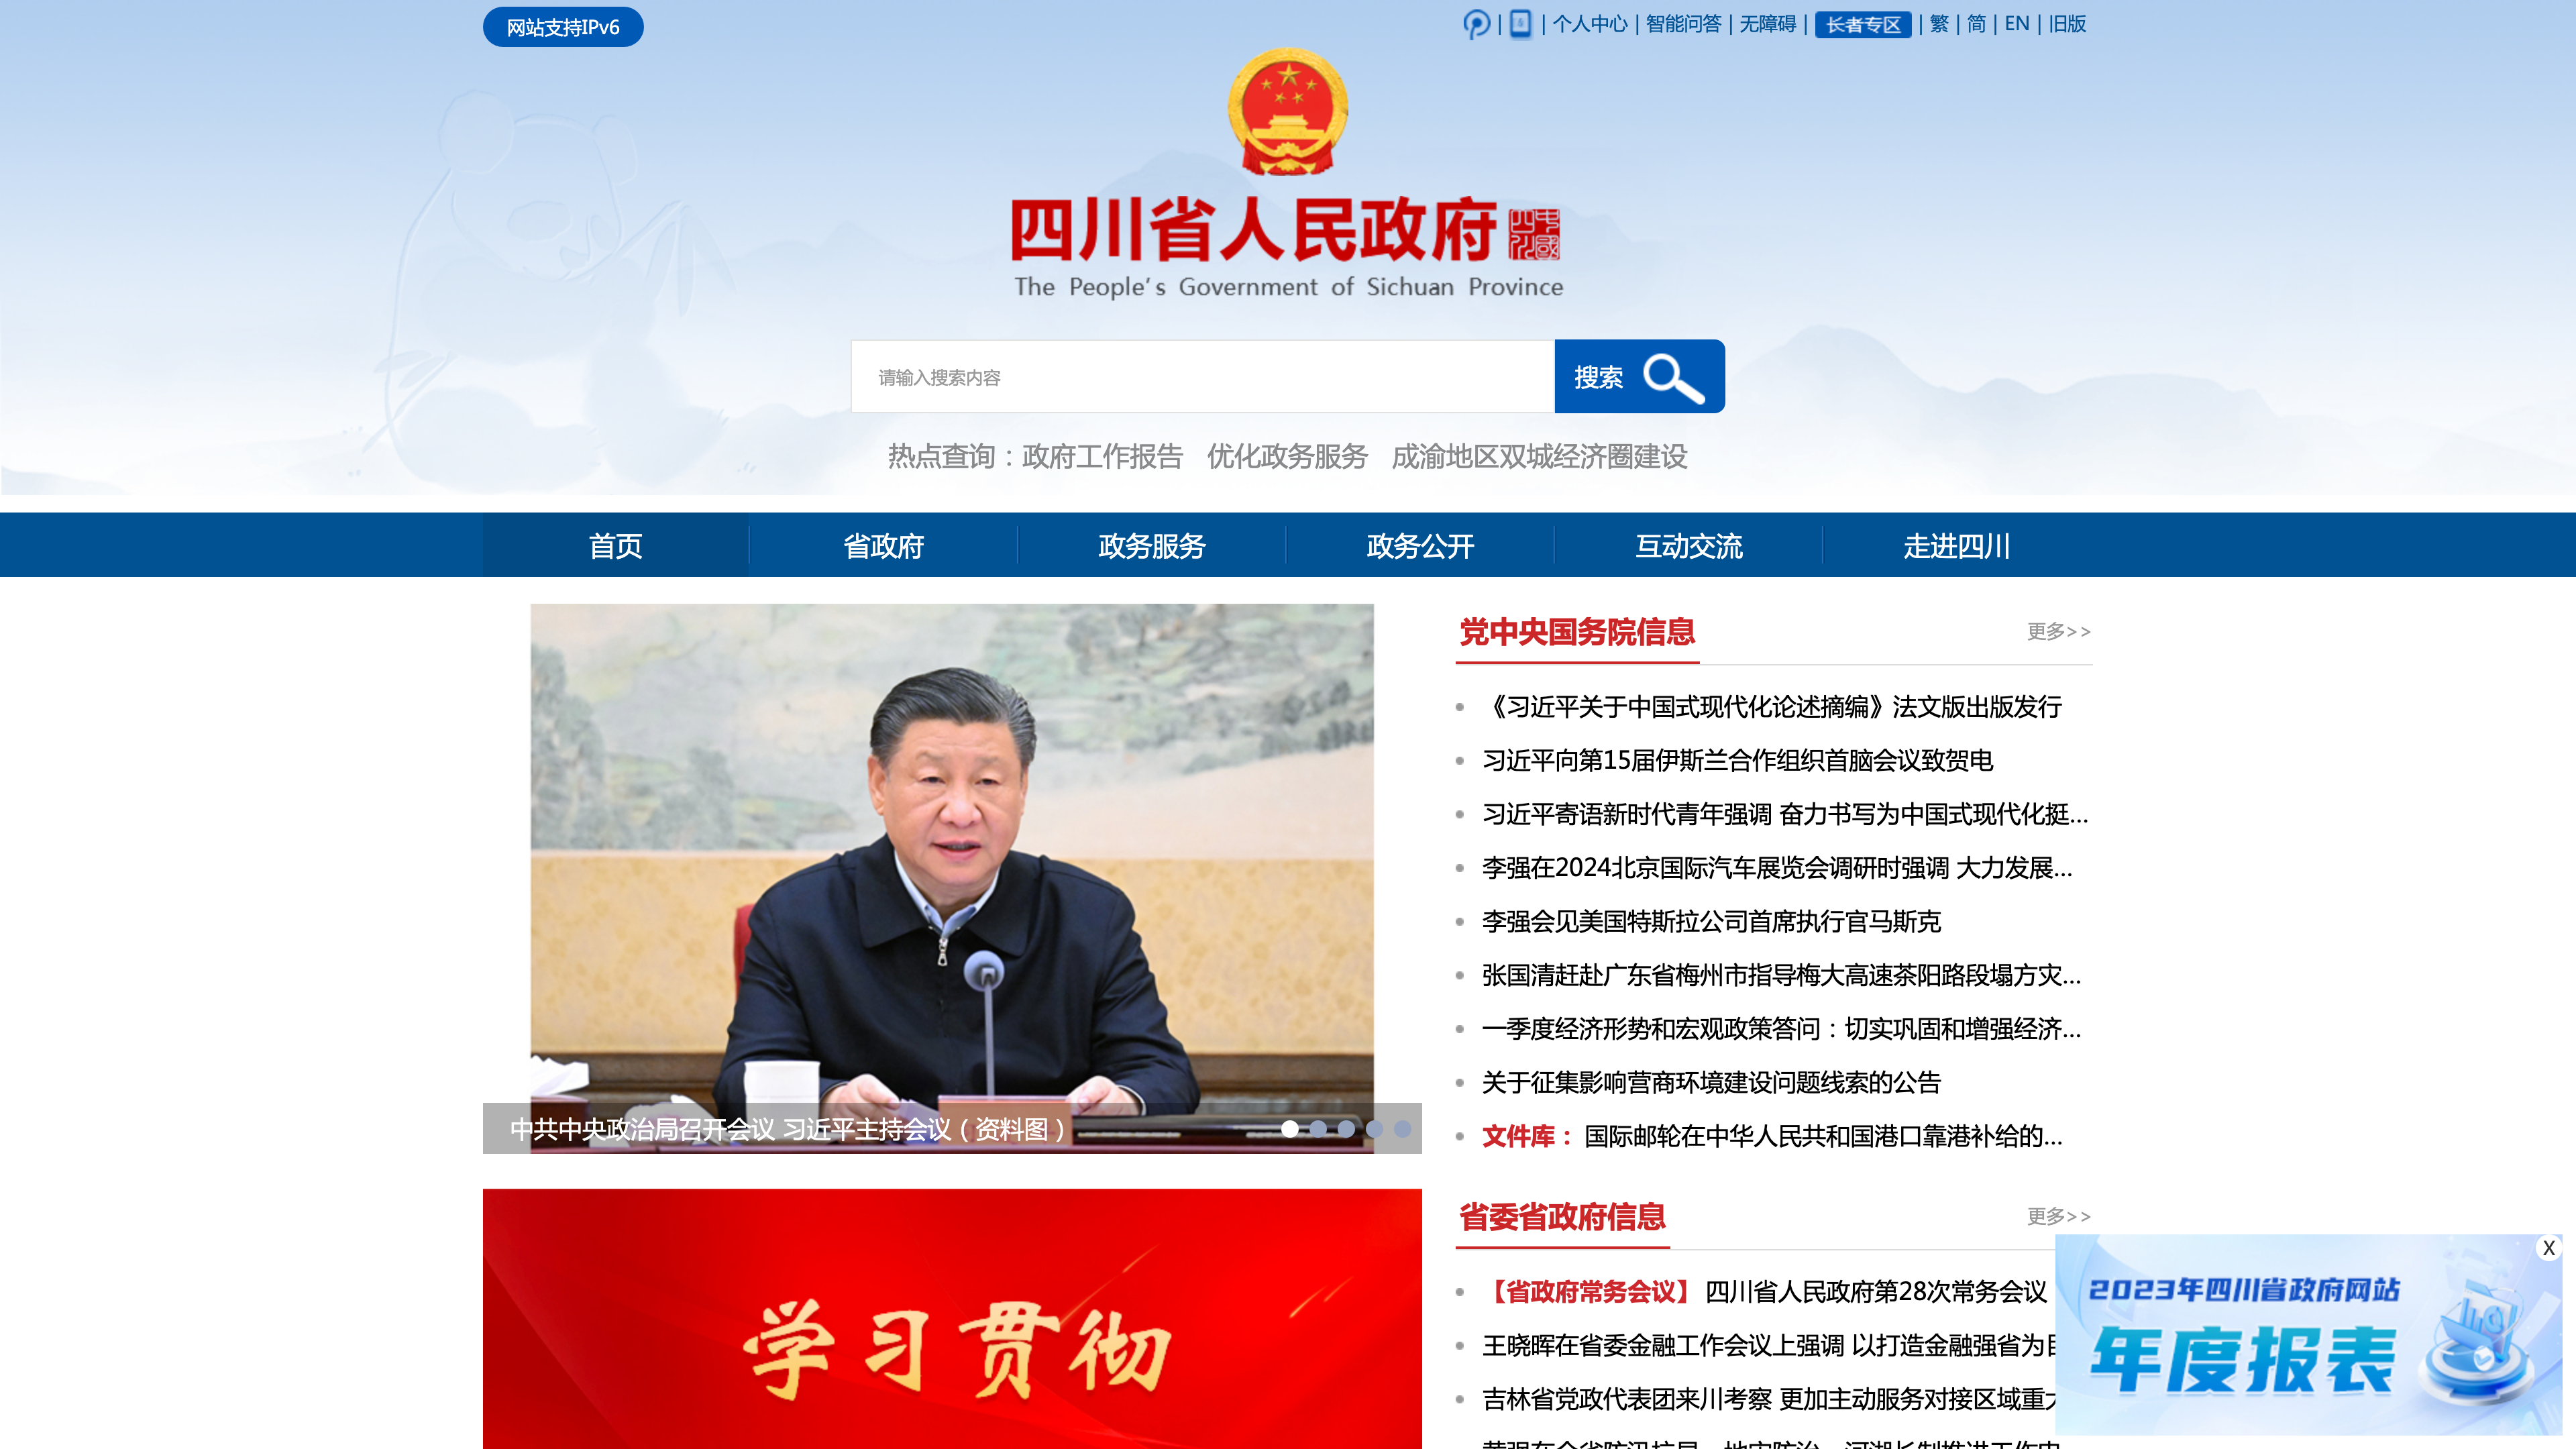 网站支持IPv6
个人中心 | 智能问答 | 无障碍 | 长者专区 | 繁 | 简 | EN | 旧版
四川省人民政府 中国四川
The People's Government of Sichuan Province
请输入搜索内容
搜索
热点查询：政府工作报告 优化政务服务 成渝地区双城经济圈建设
首页 省政府 政务服务 政务公开 互动交流 走进四川
中共中央政治局召开会议 习近平主持会议（资料图）
党中央国务院信息 更多>>
《习近平关于中国式现代化论述摘编》法文版出版发行
习近平向第15届伊斯兰合作组织首脑会议致贺电
习近平寄语新时代青年强调 奋力书写为中国式现代化挺...
李强在2024北京国际汽车展览会调研时强调 大力发展...
李强会见美国特斯拉公司首席执行官马斯克
张国清赶赴广东省梅州市指导梅大高速茶阳路段塌方灾...
一季度经济形势和宏观政策答问：切实巩固和增强经济...
关于征集影响营商环境建设问题线索的公告
文件库： 国际邮轮在中华人民共和国港口靠港补给的...
学习贯彻
省委省政府信息 更多>>
【省政府常务会议】 四川省人民政府第28次常务会议
王晓晖在省委金融工作会议上强调 以打造金融强省为目
吉林省党政代表团来川考察 更加主动服务对接区域重大
X
2023年四川省政府网站
年度报表